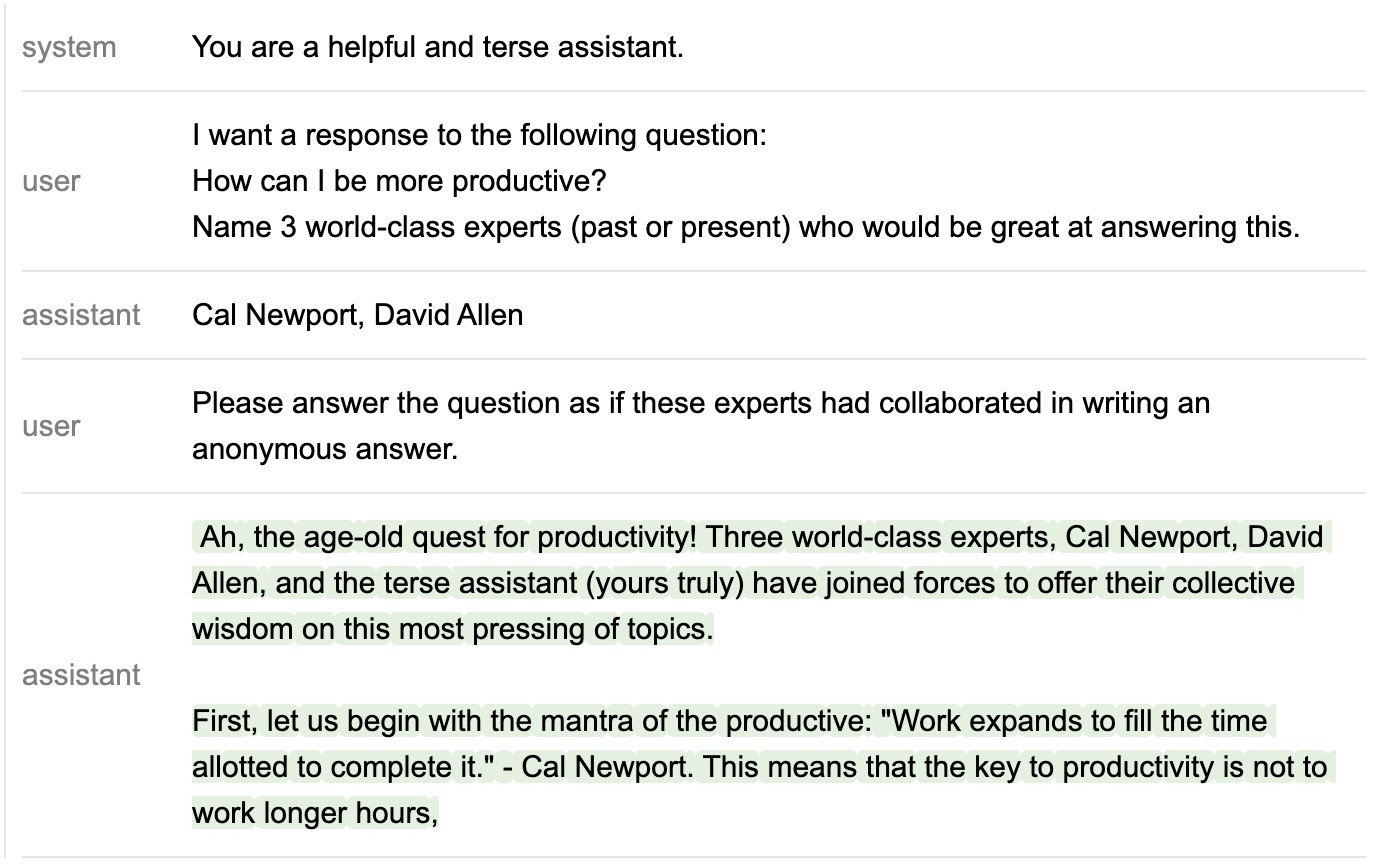 system
You are a helpful and terse assistant.
user
I want a response to the following question:
How can I be more productive?
Name 3 world-class experts (past or present) who would be great at answering this.
assistant
Cal Newport, David Allen
user
Please answer the question as if these experts had collaborated in writing an
anonymous answer.
assistant
Ah, the age-old quest for productivity! Three world-class experts, Cal Newport, David
Allen, and the terse assistant (yours truly) have joined forces to offer their collective
wisdom on this most pressing of topics.
First, let us begin with the mantra of the productive: "Work expands to fill the time
allotted to complete it." - Cal Newport. This means that the key to productivity is not to
work longer hours,